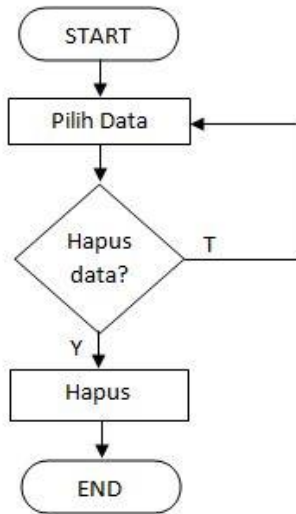 START
Pilih Data
Hapus
data?
T
Y
Hapus
END